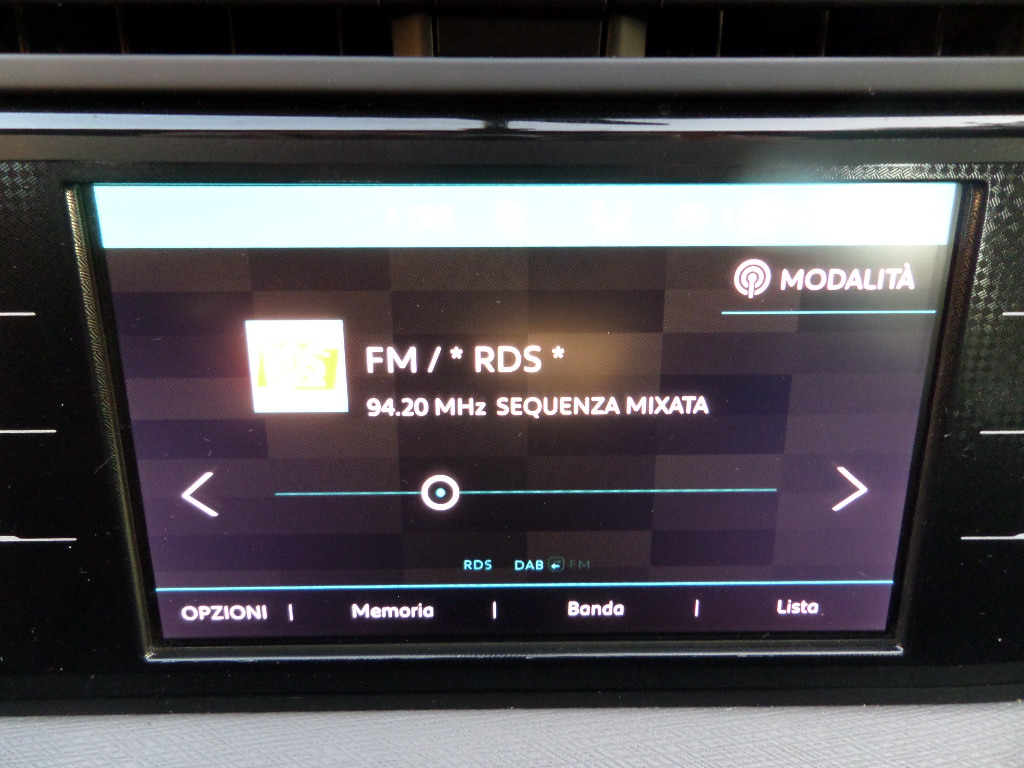 MODALITÀ
FM / * RDS *
94.20 MHz SEQUENZA MIXATA
RDS DAB FM
OPZIONI | Memoria | Banda | Lista